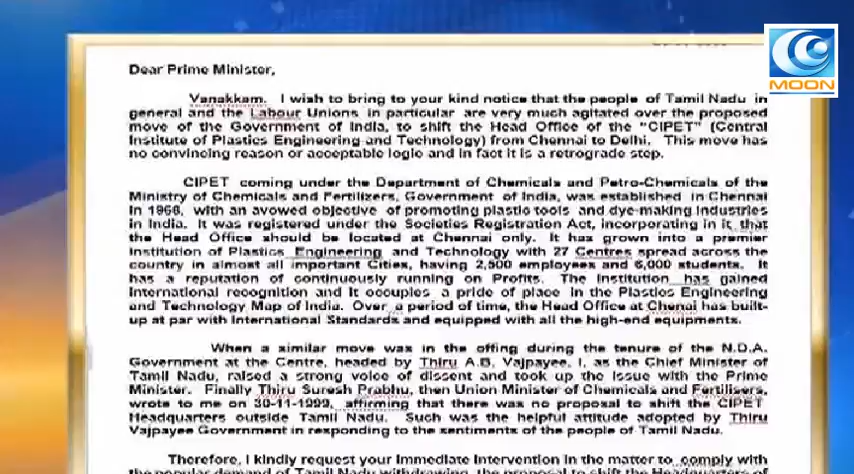 MOON
Dear Prime Minister,
Vanakkam. I wish to bring to your kind notice that the people of Tamil Nadu in
general and the Labour Unions in particular are very much agitated over the proposed
move of the Government of India, to shift the Head Office of the "CIPET" (Central
Institute of Plastics Engineering and Technology) from Chennai to Delhi. This move has
no convincing reason or acceptable logic and in fact it is a retrograde step.
CIPET coming under the Department of Chemicals and Petro-Chemicals of the
Ministry of Chemicals and Fertilizers, Government of India, was established in Chennai
in 1968, with an avowed objective of promoting plastic tools and dye-making industries
in India. It was registered under the Societies Registration Act, incorporating in it, that
the Head Office should be located at Chennai only. It has grown into a premier
Institution of Plastics Engineering and Technology with 27 Centres spread across the
country in almost all important Cities, having 2,500 employees and 6,000 students. It
has a reputation of continuously running on Profits. The Institution has gained
International recognition and it occupies a pride of place in the Plastics Engineering
and Technology Map of India. Over a period of time, the Head Office at Chenai has built-
up at par with International Standards and equipped with all the high-end equipments.
When a similar move was in the offing during the tenure of the N.D.A.
Government at the Centre, headed by Thiru A.B. Vajpayee, I, as the Chief Minister of
Tamil Nadu, raised a strong voice of dissent and took up the issue with the Prime
Minister. Finally Thiru Suresh Prabhu, then Union Minister of Chemicals and Fertilisers,
wrote to me on 30-11-1999, affirming that there was no proposal to shift the CIPET
Headquarters outside Tamil Nadu. Such was the helpful attitude adopted by Thiru
Vajpayee Government in responding to the sentiments of the people of Tamil Nadu.
Therefore, I kindly request your Immediate Intervention in the matter to comply with
the popular demand of Tamil Nadu withdrawing the proposal to shift the Headquarters of